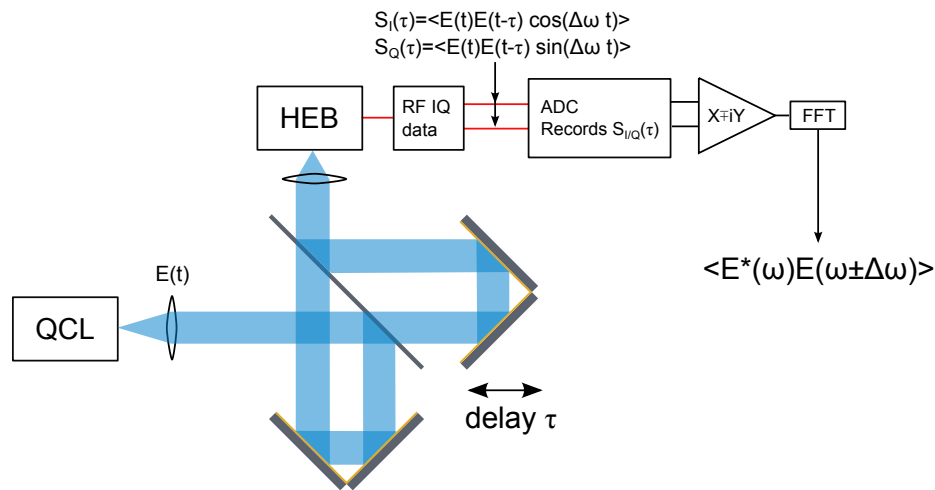 S_I(τ)=<E(t)E(t-τ) cos(Δω t)>
S_Q(τ)=<E(t)E(t-τ) sin(Δω t)>
HEB
RF IQ
data
ADC
Records S_I/Q(τ)
X∓iY
FFT
<E*(ω)E(ω±Δω)>
E(t)
QCL
delay τ